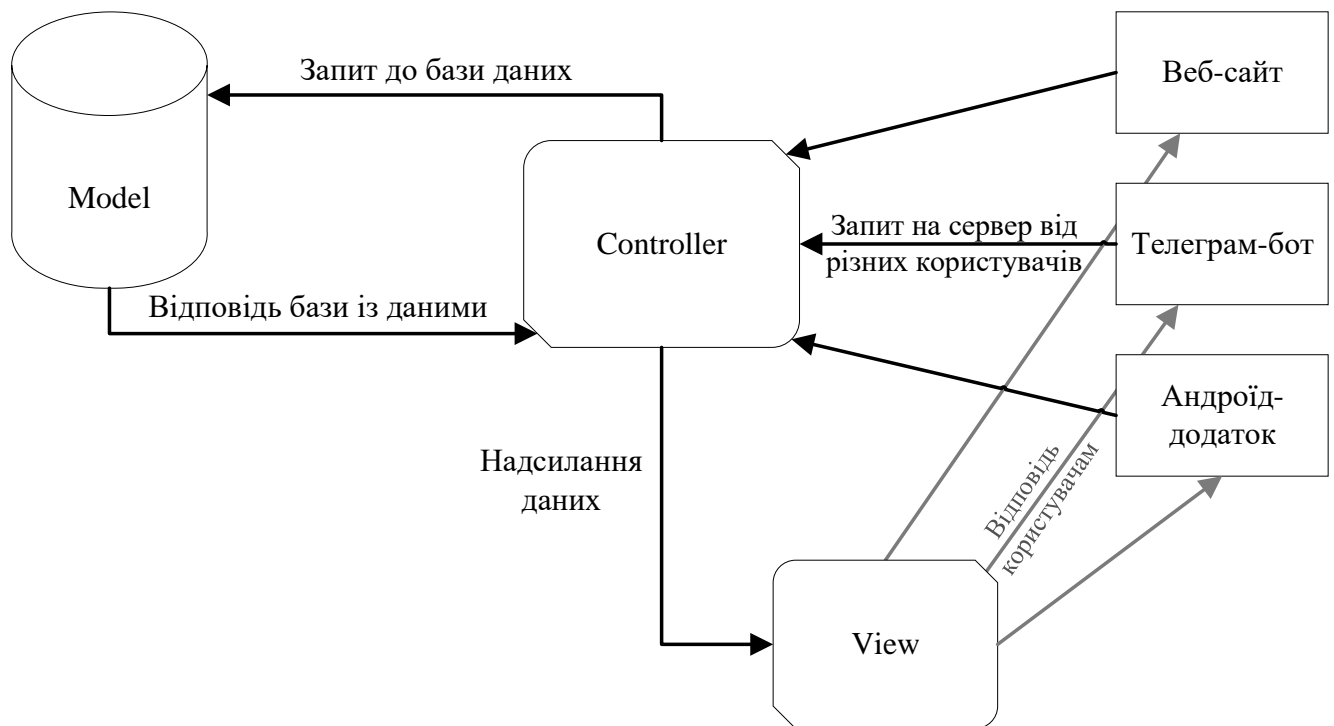 Запит до бази даних
Веб-сайт
Model
Controller
Запит на сервер від
різних користувачів
Телеграм-бот
Відповідь бази із даними
Андроїд-
додаток
Надсилання
даних
Відповідь
користувачам
View